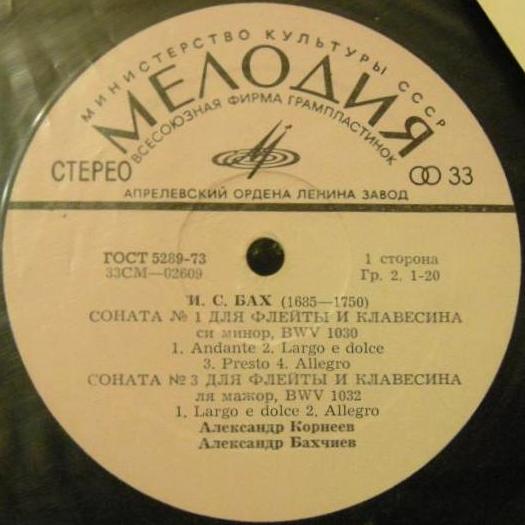 МИНИСТЕРСТВО КУЛЬТУРЫ СССР
МЕЛОДИЯ
ВСЕСОЮЗНАЯ ФИРМА ГРАМПЛАСТИНОК
СТЕРЕО
33
АПРЕЛЕВСКИЙ ОРДЕНА ЛЕНИНА ЗАВОД
ГОСТ 5289-73
33СМ—02609
1 сторона
Гр. 2. 1-20
И. С. БАХ (1685—1750)
СОНАТА № 1 ДЛЯ ФЛЕЙТЫ И КЛАВЕСИНА
си минор, BWV 1030
1. Andante 2. Largo e dolce
3. Presto 4. Allegro
СОНАТА № 3 ДЛЯ ФЛЕЙТЫ И КЛАВЕСИНА
ля мажор, BWV 1032
1. Largo e dolce 2. Allegro
Александр Корнеев
Александр Бахчиев